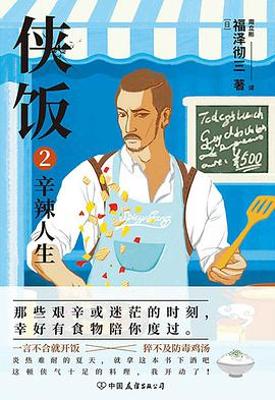 侠饭
2
辛辣人生
[日]
福泽彻三 著
译
¥500
那些艰辛或迷茫的时刻，
幸好有食物陪你度过。
一言不合就开饭
猝不及防毒鸡汤
炎热难耐的夏天，就拿这本书下酒吧
这顿侠气十足的料理，我开动了！
中国友谊出版公司